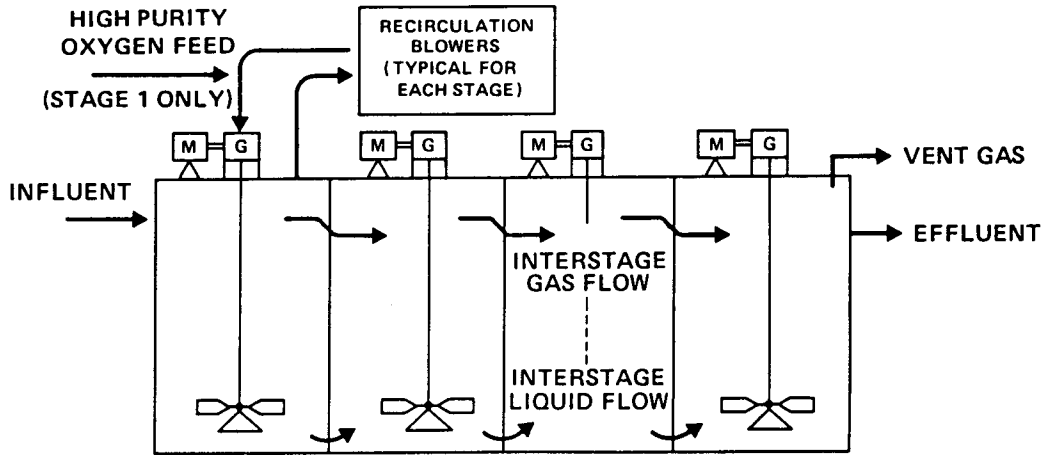 HIGH PURITY
OXYGEN FEED
(STAGE 1 ONLY)
RECIRCULATION
BLOWERS
(TYPICAL FOR
EACH STAGE)
M G
M G
M G
M G
INFLUENT
VENT GAS
EFFLUENT
INTERSTAGE
GAS FLOW
INTERSTAGE
LIQUID FLOW